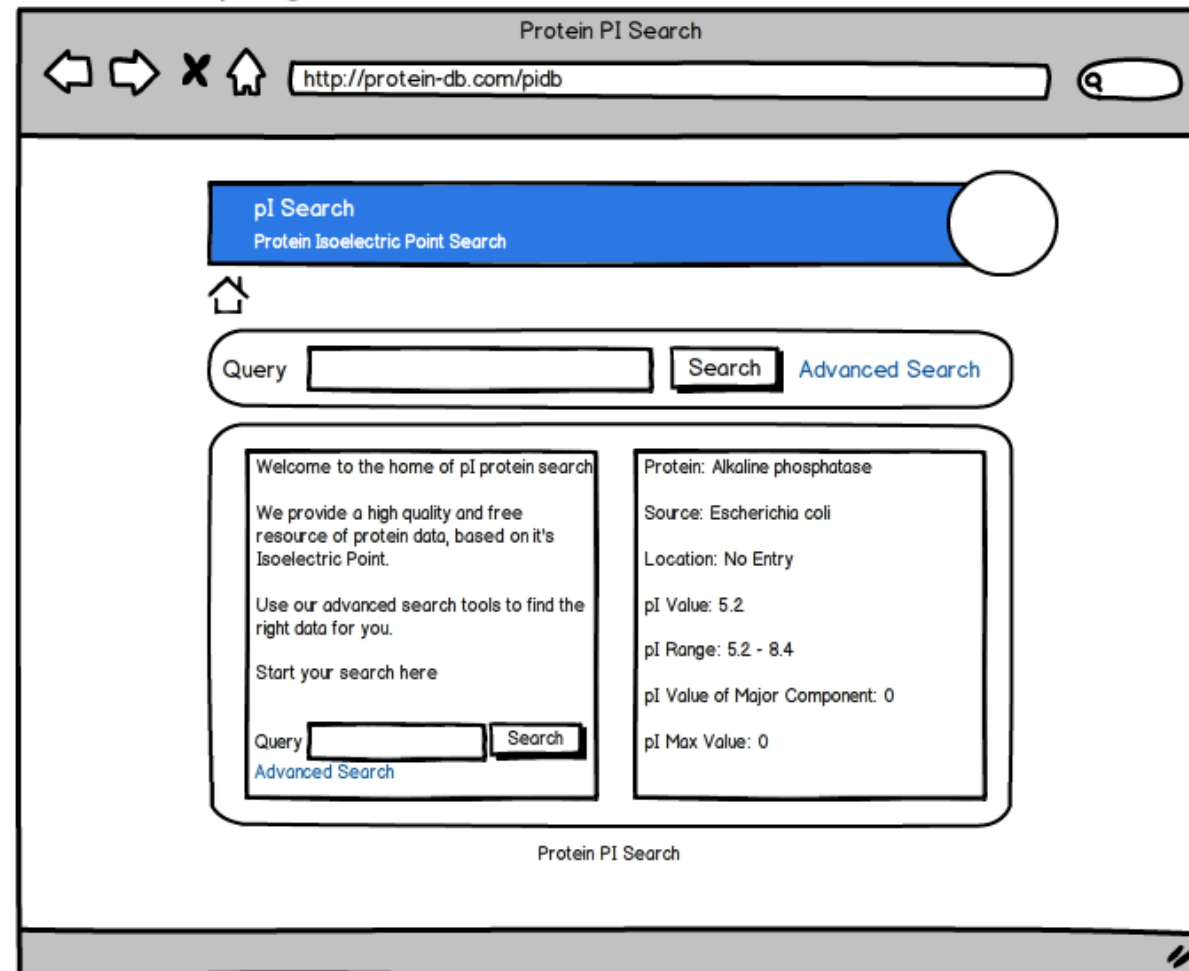 Protein PI Search
http://protein-db.com/pidb
pI Search
Protein Isoelectric Point Search
Query
Search
Advanced Search
Welcome to the home of pI protein search
We provide a high quality and free
resource of protein data, based on it's
Isoelectric Point.
Use our advanced search tools to find the
right data for you.
Start your search here
Query
Search
Advanced Search
Protein: Alkaline phosphatase
Source: Escherichia coli
Location: No Entry
pI Value: 5.2
pI Range: 5.2 - 8.4
pI Value of Major Component: 0
pI Max Value: 0
Protein PI Search